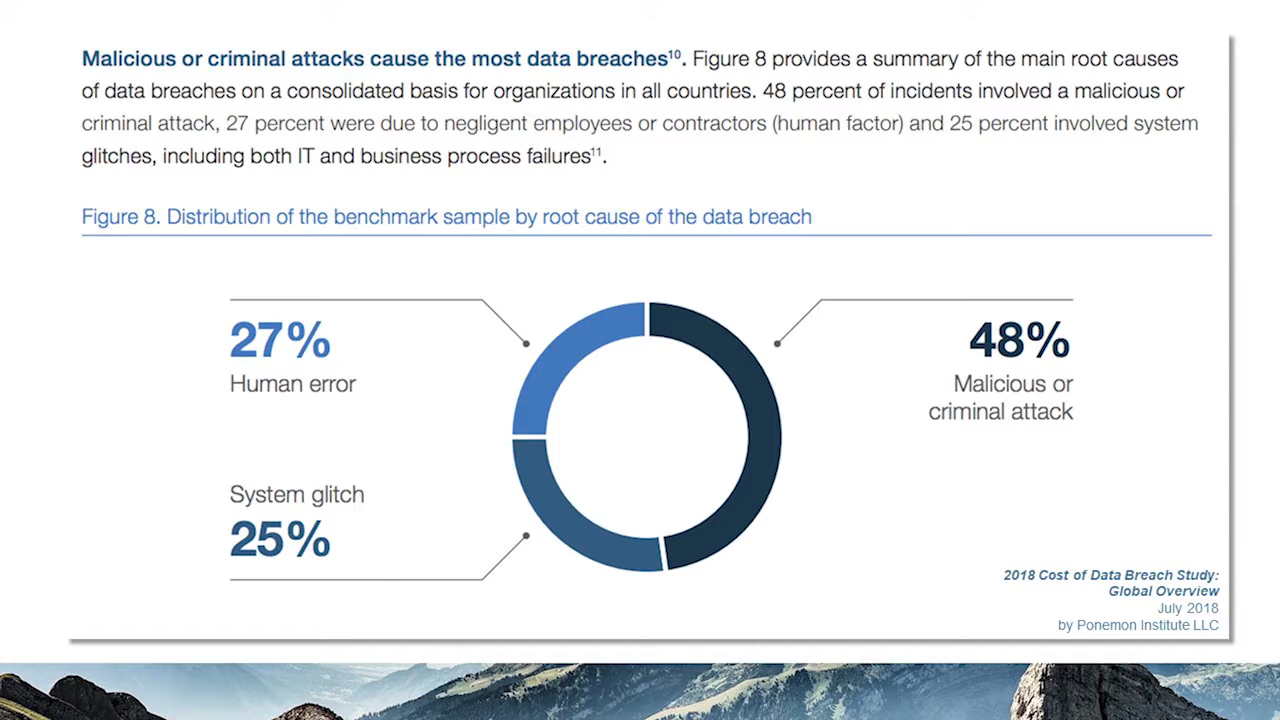 Malicious or criminal attacks cause the most data breaches¹⁰. Figure 8 provides a summary of the main root causes
of data breaches on a consolidated basis for organizations in all countries. 48 percent of incidents involved a malicious or
criminal attack, 27 percent were due to negligent employees or contractors (human factor) and 25 percent involved system
glitches, including both IT and business process failures¹¹.
Figure 8. Distribution of the benchmark sample by root cause of the data breach
27%
Human error
48%
Malicious or
criminal attack
System glitch
25%
2018 Cost of Data Breach Study:
Global Overview
July 2018
by Ponemon Institute LLC